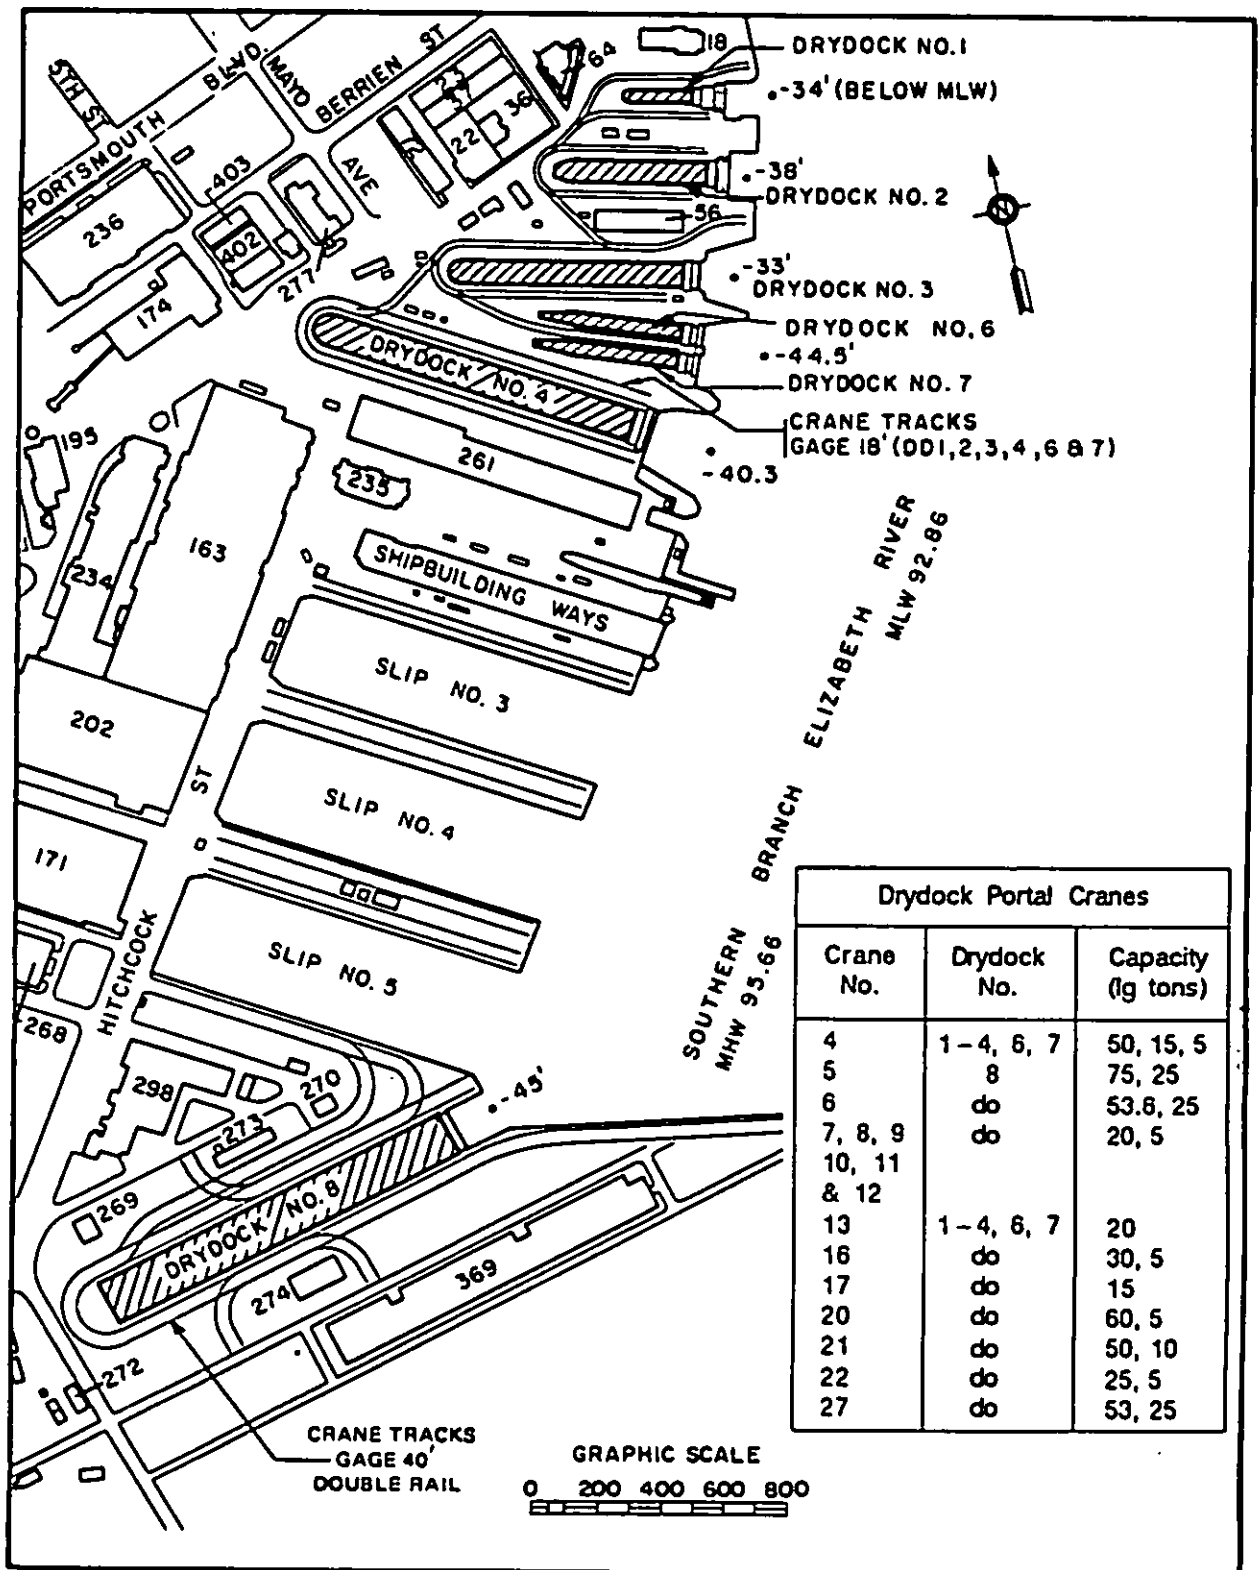 18
DRYDOCK NO. 1
64
-34' (BELOW MLW)
5TH ST
BLVD.
MAYO
AVE
BERRIEN ST
PORTSMOUTH
23
37
36
22
-38'
DRYDOCK NO. 2
403
236
402
277
174
56
-33'
DRYDOCK NO. 3
DRYDOCK NO. 6
-44.5'
DRYDOCK NO. 7
DRYDOCK NO. 4
CRANE TRACKS
GAGE 18' (DD1,2,3,4,6 & 7)
-40.3
195
261
235
163
234
SHIPBUILDING WAYS
SLIP NO. 3
202
ST
HITCHCOCK
SLIP NO. 4
171
SLIP NO. 5
SOUTHERN BRANCH ELIZABETH RIVER
MHW 95.66 MLW 92.86
268
298
270
-45'
273
269
DRYDOCK NO. 8
274
369
272
CRANE TRACKS
GAGE 40'
DOUBLE RAIL
GRAPHIC SCALE
0 200 400 600 800
Drydock Portal Cranes
Crane No. Drydock No. Capacity (lg tons)
4 1-4, 6, 7 50, 15, 5
5 8 75, 25
6 do 53.6, 25
7, 8, 9 do 20, 5
10, 11
& 12
13 1-4, 6, 7 20
16 do 30, 5
17 do 15
20 do 60, 5
21 do 50, 10
22 do 25, 5
27 do 53, 25